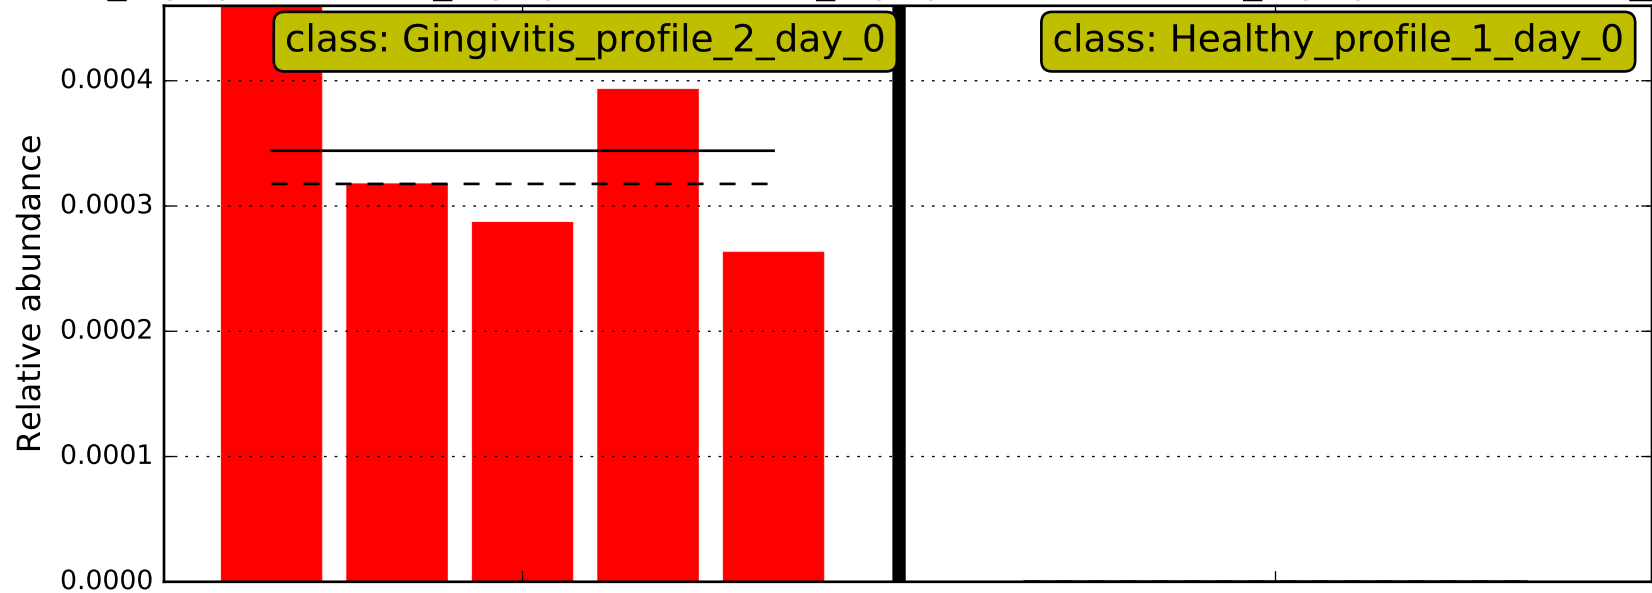 class: Gingivitis_profile_2_day_0
class: Healthy_profile_1_day_0
0.0004
0.0003
0.0002
0.0001
0.0000
Relative abundance